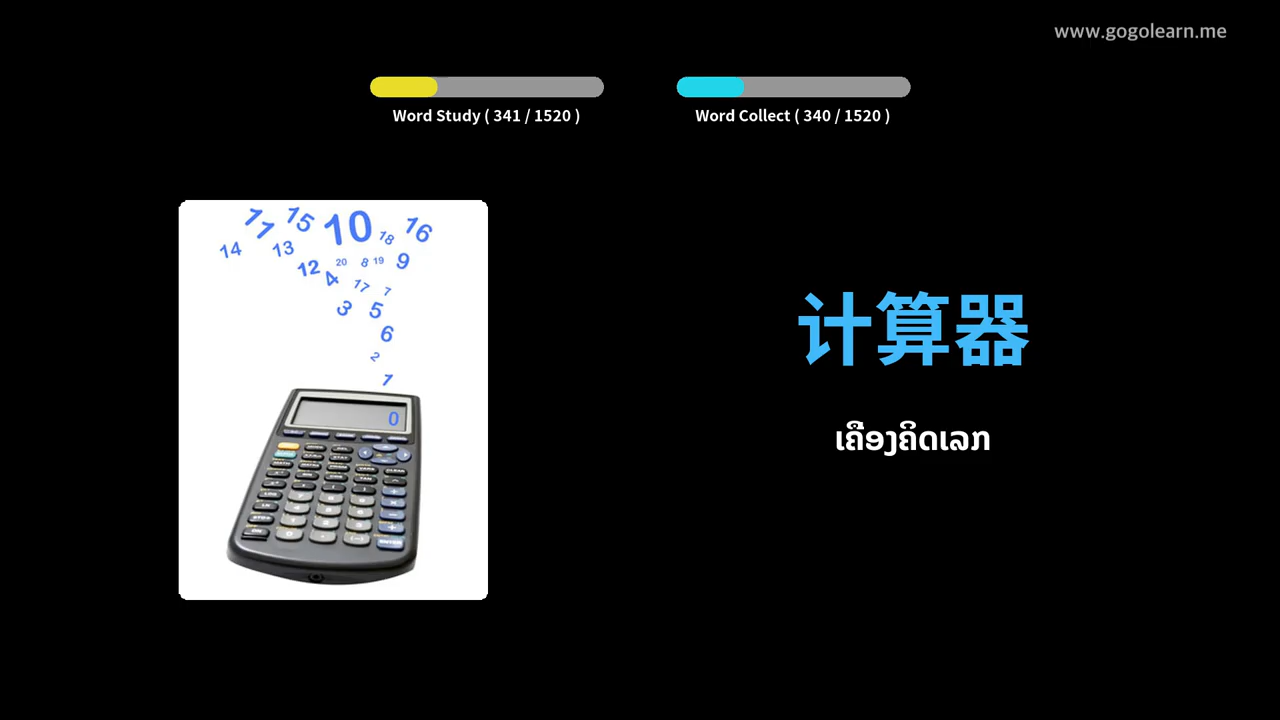 www.gogolearn.me
Word Study ( 341 / 1520 )
Word Collect ( 340 / 1520 )
11 15 10 18 16
14 13
12 20 8 19 9
4 17 7
3 5
6
2
1
0
计算器
ເຄື່ອງຄິດເລກ